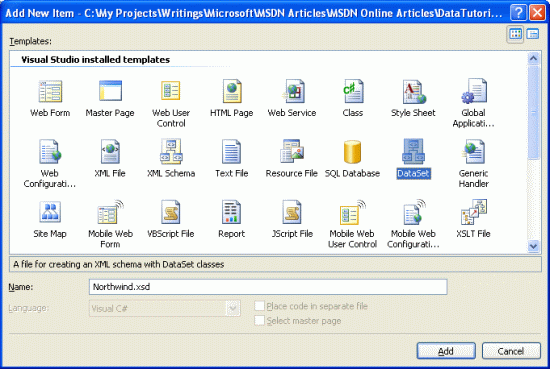 Add New Item - C:\My Projects\Writings\Microsoft\MSDN Articles\MSDN Online Articles\DataTutori...
Templates:
Visual Studio installed templates
Web Form
Master Page
Web User Control
HTML Page
Web Service
Class
Style Sheet
Global Applicati...
Web Configurati...
XML File
XML Schema
Text File
Resource File
SQL Database
DataSet
Generic Handler
Site Map
Mobile Web Form
VBScript File
Report
JScript File
Mobile Web User Control
Mobile Web Configurati...
XSLT File
A file for creating an XML schema with DataSet classes
Name:
Northwind.xsd
Language:
Visual C#
Place code in separate file
Select master page
Add
Cancel